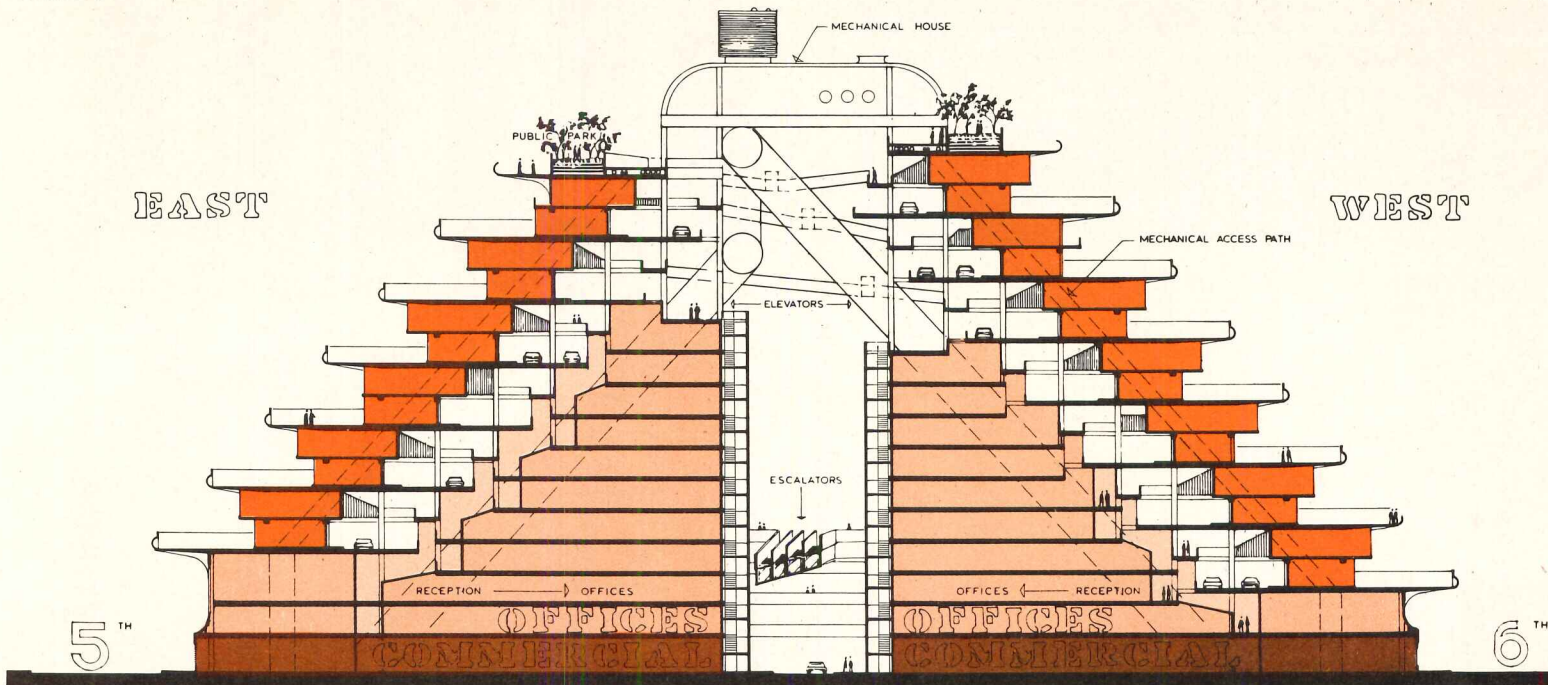 MECHANICAL HOUSE
PUBLIC PARK
EAST
WEST
MECHANICAL ACCESS PATH
ELEVATORS
ESCALATORS
RECEPTION OFFICES
OFFICES RECEPTION
OFFICES
OFFICES
5TH
COMMERCIAL
COMMERCIAL
6TH